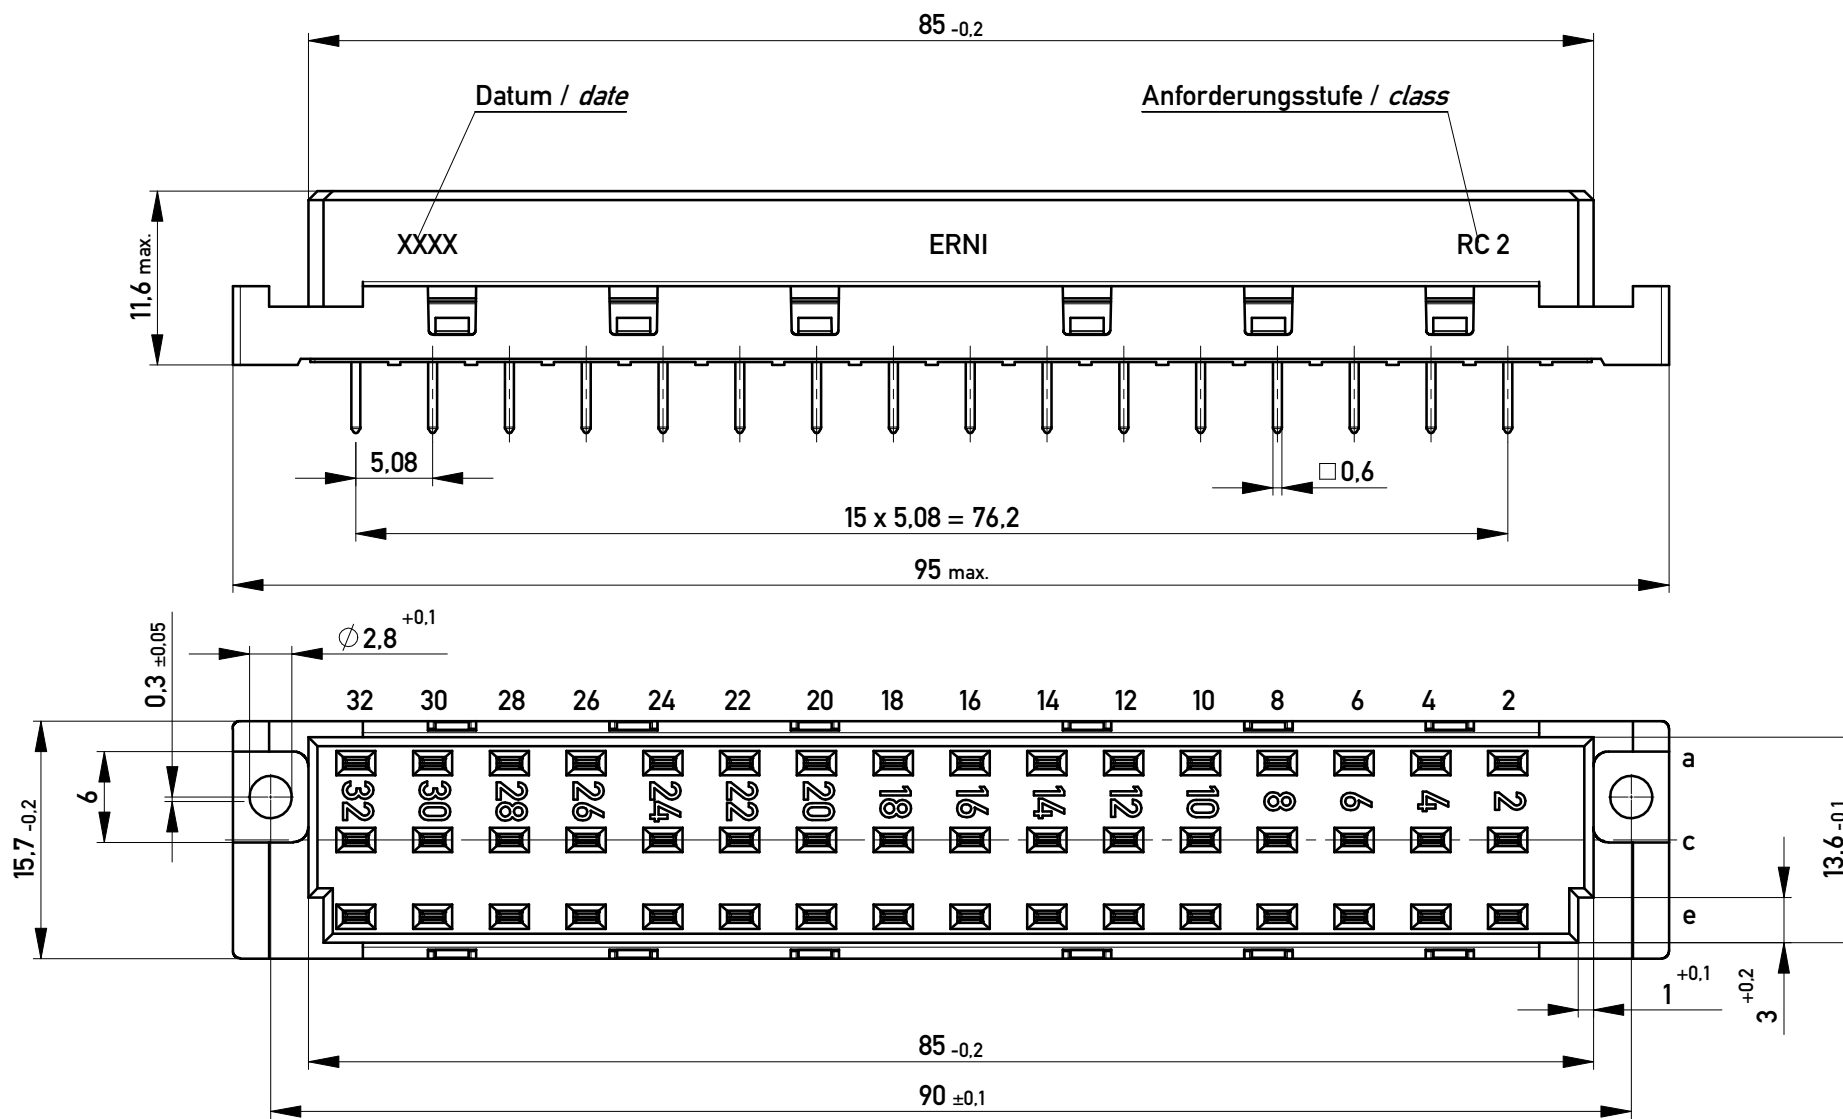 85 -0,2
Datum / date
Anforderungsstufe / class
11,6 max.
XXXX
ERNI
RC 2
5,08
□0,6
15 x 5,08 = 76,2
95 max.
0,3 ±0,05
∅2,8 +0,1
32 30 28 26 24 22 20 18 16 14 12 10 8 6 4 2
15,7 -0,2
6
32 30 28 26 24 22 20 18 16 14 12 10 8 6 4 2
a
c
e
13,6 -0,1
1 +0,1
3 +0,2
85 -0,2
90 ±0,1